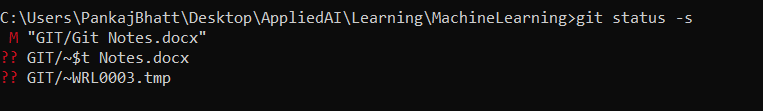 C:\Users\PankajBhatt\Desktop\AppliedAI\Learning\MachineLearning>git status -s
 M "GIT/Git Notes.docx"
?? GIT/~$t Notes.docx
?? GIT/~WRL0003.tmp